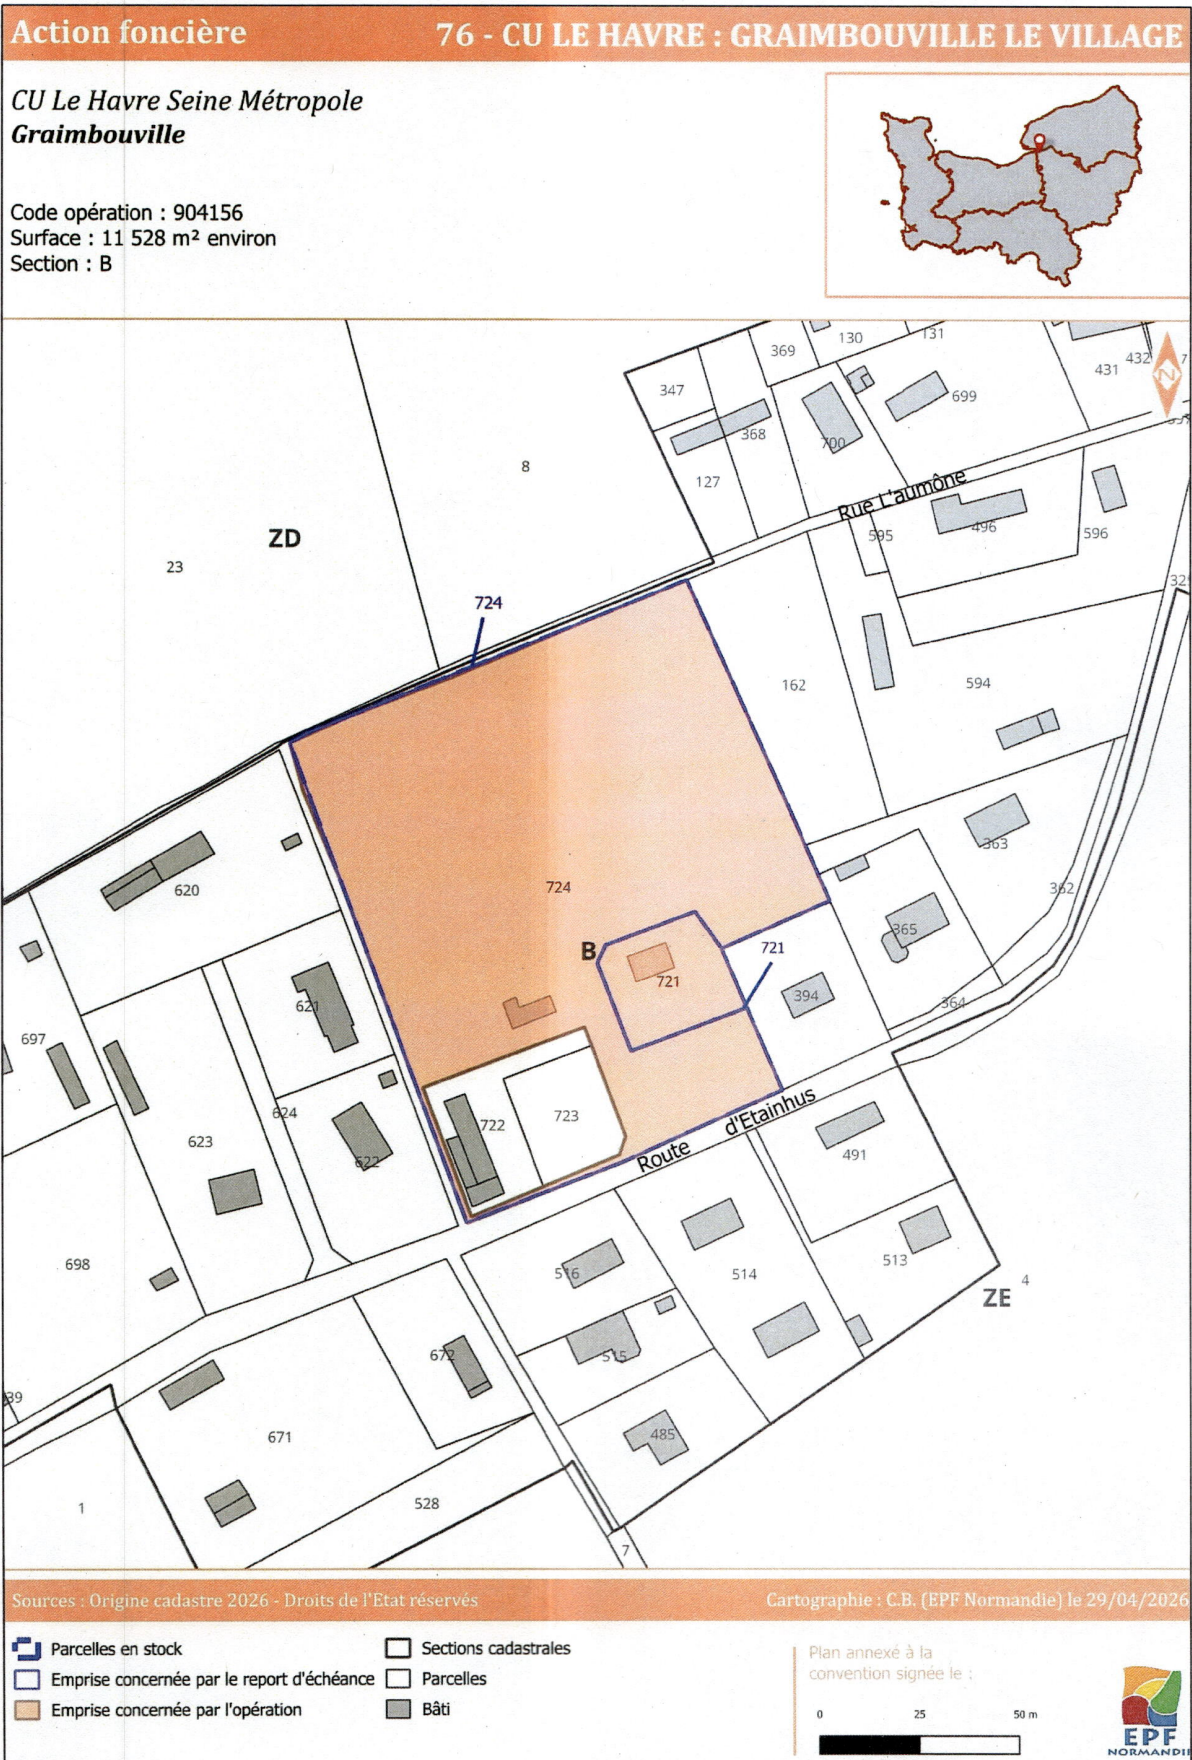 Action foncière
76 - CU LE HAVRE : GRAIMBOUVILLE LE VILLAGE
CU Le Havre Seine Métropole
Graimbouville
Code opération : 904156
Surface : 11 528 m² environ
Section : B
369
130
131
432
7
431
347
699
368
700
8
127
Rue L'aumône
N
ZD
595
496
596
23
329
724
162
594
363
620
724
362
365
B
721
721
621
394
364
697
624
722
723
d'Etainhus
623
622
Route
491
698
516
514
513
4
ZE
672
515
39
671
485
1
528
7
Sources : Origine cadastre 2026 - Droits de l'Etat réservés
Cartographie : C.B. (EPF Normandie) le 29/04/2026
Parcelles en stock
Sections cadastrales
Emprise concernée par le report d'échéance
Parcelles
Emprise concernée par l'opération
Bâti
Plan annexé à la
convention signée le :
0 25 50 m
EPF
NORMANDIE